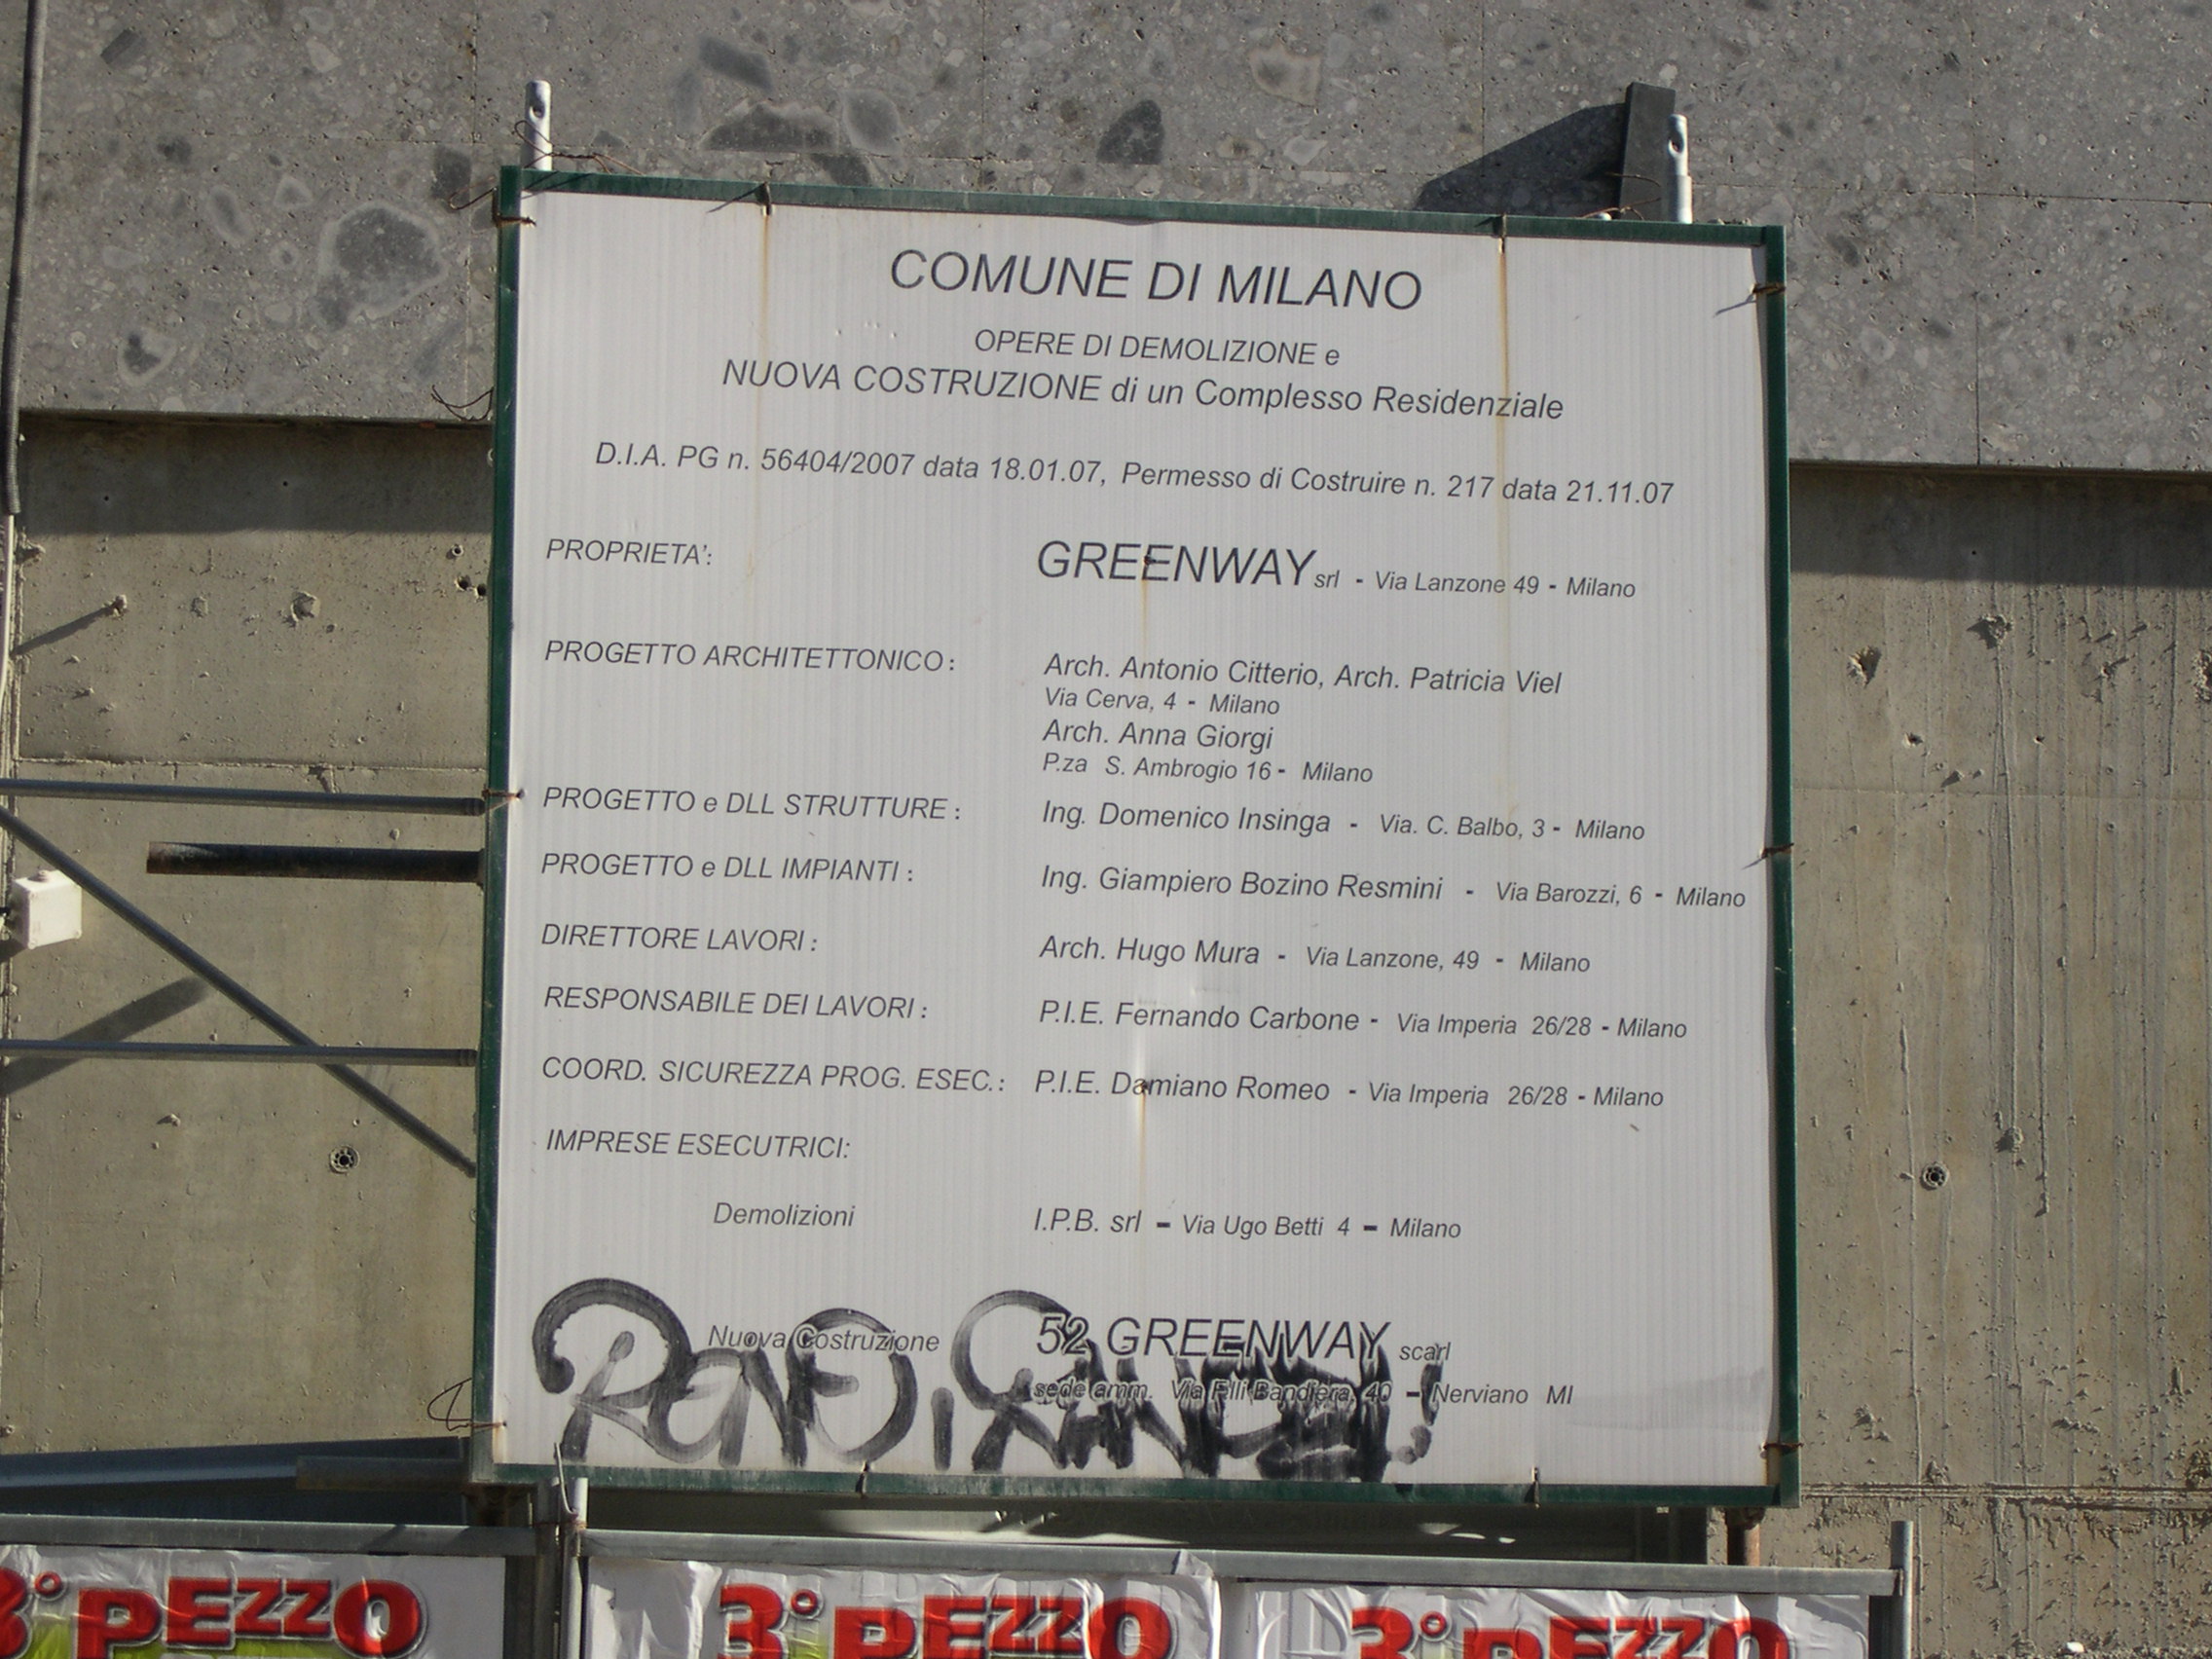 COMUNE DI MILANO
OPERE DI DEMOLIZIONE e
NUOVA COSTRUZIONE di un Complesso Residenziale
D.I.A. PG n. 56404/2007 data 18.01.07, Permesso di Costruire n. 217 data 21.11.07
PROPRIETA': GREENWAY srl - Via Lanzone 49 - Milano
PROGETTO ARCHITETTONICO: Arch. Antonio Citterio, Arch. Patricia Viel
Via Cerva, 4 - Milano
Arch. Anna Giorgi
P.za S. Ambrogio 16 - Milano
PROGETTO e DLL STRUTTURE : Ing. Domenico Insinga - Via. C. Balbo, 3 - Milano
PROGETTO e DLL IMPIANTI : Ing. Giampiero Bozino Resmini - Via Barozzi, 6 - Milano
DIRETTORE LAVORI : Arch. Hugo Mura - Via Lanzone, 49 - Milano
RESPONSABILE DEI LAVORI : P.I.E. Fernando Carbone - Via Imperia 26/28 - Milano
COORD. SICUREZZA PROG. ESEC.: P.I.E. Damiano Romeo - Via Imperia 26/28 - Milano
IMPRESE ESECUTRICI:
Demolizioni I.P.B. srl - Via Ugo Betti 4 - Milano
Nuova Costruzione 52 GREENWAY scarl
sede amm. Via F.lli Bandiera, 40 - Nerviano MI
3° PEZZO
3° PEZZO
3° PEZZO